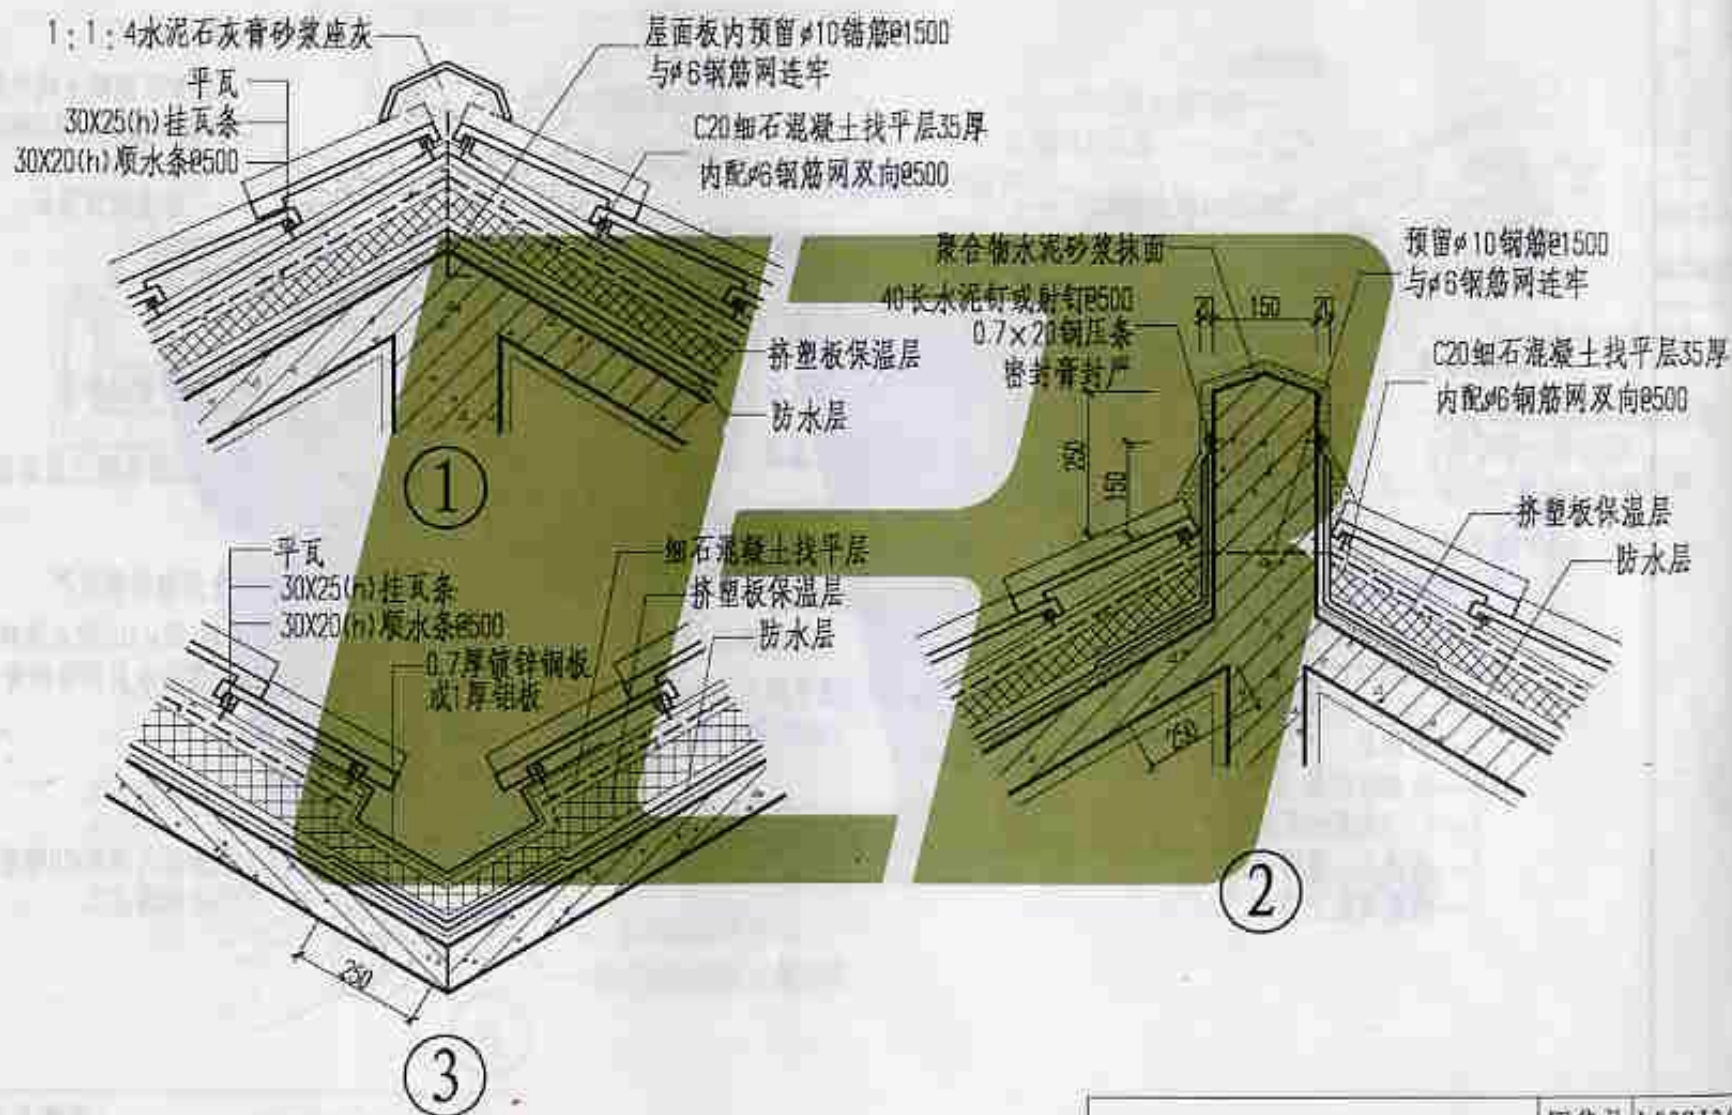 1:1:4水泥石灰膏砂浆座灰
平瓦
30X25(h)挂瓦条
30X20(h)顺水条@500
屋面板内预留⌀10锚筋@1500
与⌀6钢筋网连牢
C20细石混凝土找平层35厚
内配⌀6钢筋网双向@500
挤塑板保温层
防水层
1
聚合物水泥砂浆抹面
40长水泥钉或射钉@500
0.7×20钢压条
密封膏封严
20
150
20
预留⌀10钢筋@1500
与⌀6钢筋网连牢
C20细石混凝土找平层35厚
内配⌀6钢筋网双向@500
250
150
挤塑板保温层
防水层
250
2
平瓦
30X25(h)挂瓦条
30X20(h)顺水条@500
0.7厚镀锌钢板
或1厚铝板
细石混凝土找平层
挤塑板保温层
防水层
250
3